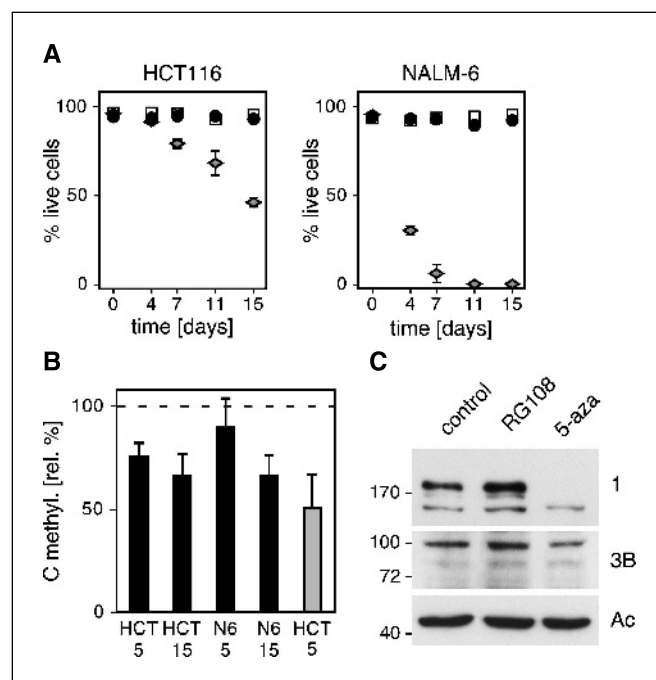 A
HCT116
NALM-6
% live cells
100
50
0
0 4 7 11 15
time [days]
% live cells
100
50
0
0 4 7 11 15
time [days]
B
C methyl. [rel. %]
100
50
0
HCT HCT N6 N6 HCT
5 15 5 15 5
C
control RG108 5-aza
170
1
100
72
3B
40
Ac